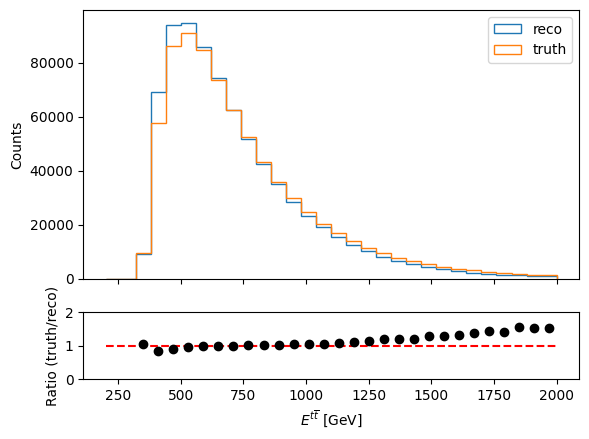 reco
truth
Counts
80000
60000
40000
20000
0
Ratio (truth/reco)
2
1
0
250 500 750 1000 1250 1500 1750 2000
$E^{t\overline{t}}$ [GeV]